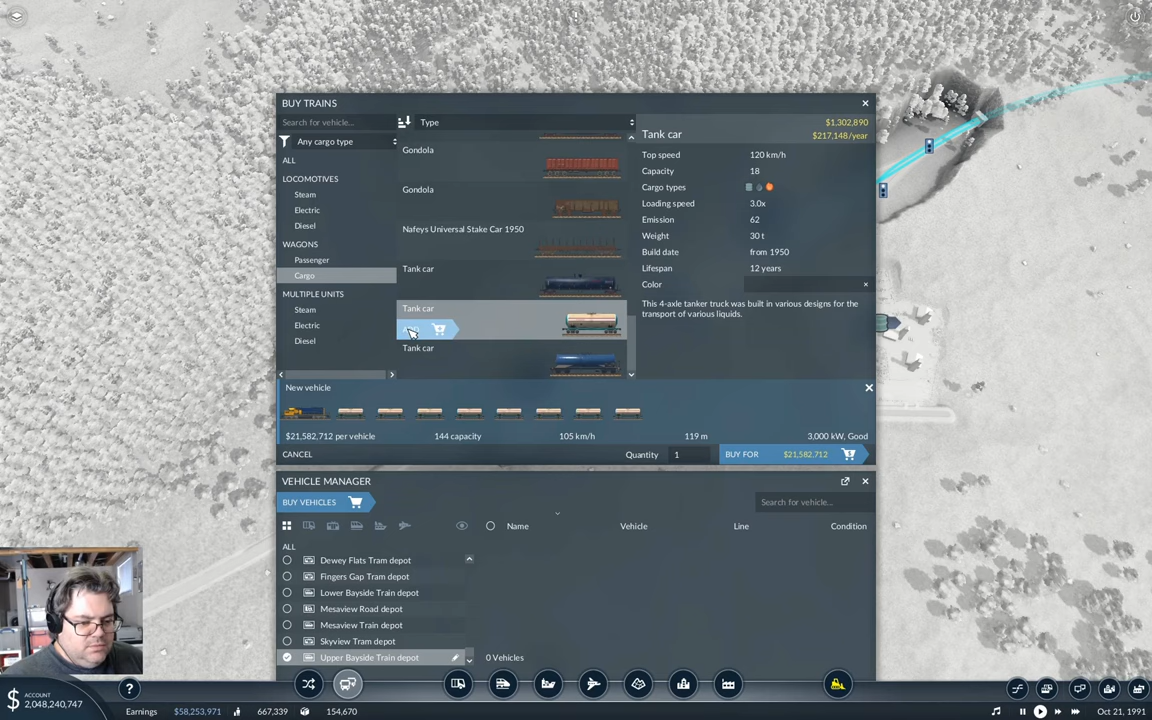 BUY TRAINS
Search for vehicle...
Type
$1,302,890
Tank car
$217,148/year
Any cargo type
ALL
LOCOMOTIVES
Steam
Electric
Diesel
WAGONS
Passenger
Cargo
MULTIPLE UNITS
Steam
Electric
Diesel
Gondola
Gondola
Nafeys Universal Stake Car 1950
Tank car
Tank car
Tank car
Top speed 120 km/h
Capacity 18
Cargo types
Loading speed 3.0x
Emission 62
Weight 30 t
Build date from 1950
Lifespan 12 years
Color
This 4-axle tanker truck was built in various designs for the
transport of various liquids.
New vehicle
$21,582,712 per vehicle 144 capacity 105 km/h 119 m 3,000 kW, Good
CANCEL Quantity 1 BUY FOR $21,582,712
VEHICLE MANAGER
BUY VEHICLES
Search for vehicle...
Name Vehicle Line Condition
ALL
Dewey Flats Tram depot
Fingers Gap Tram depot
Lower Bayside Train depot
Mesaview Road depot
Mesaview Train depot
Skyview Tram depot
Upper Bayside Train depot 0 Vehicles
ACCOUNT
$ 2,048,240,747
?
Earnings $58,253,971 667,339 154,670
Oct 21, 1991